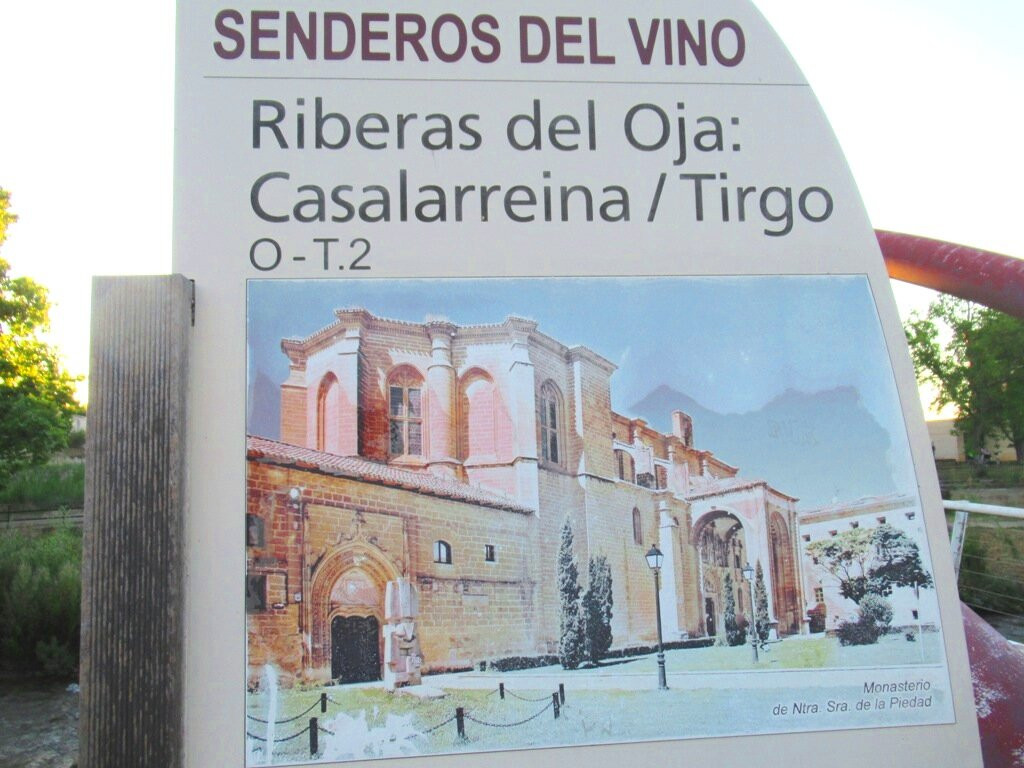 SENDEROS DEL VINO
Riberas del Oja:
Casalarreina / Tirgo
O - T.2
Monasterio
de Ntra. Sra. de la Piedad